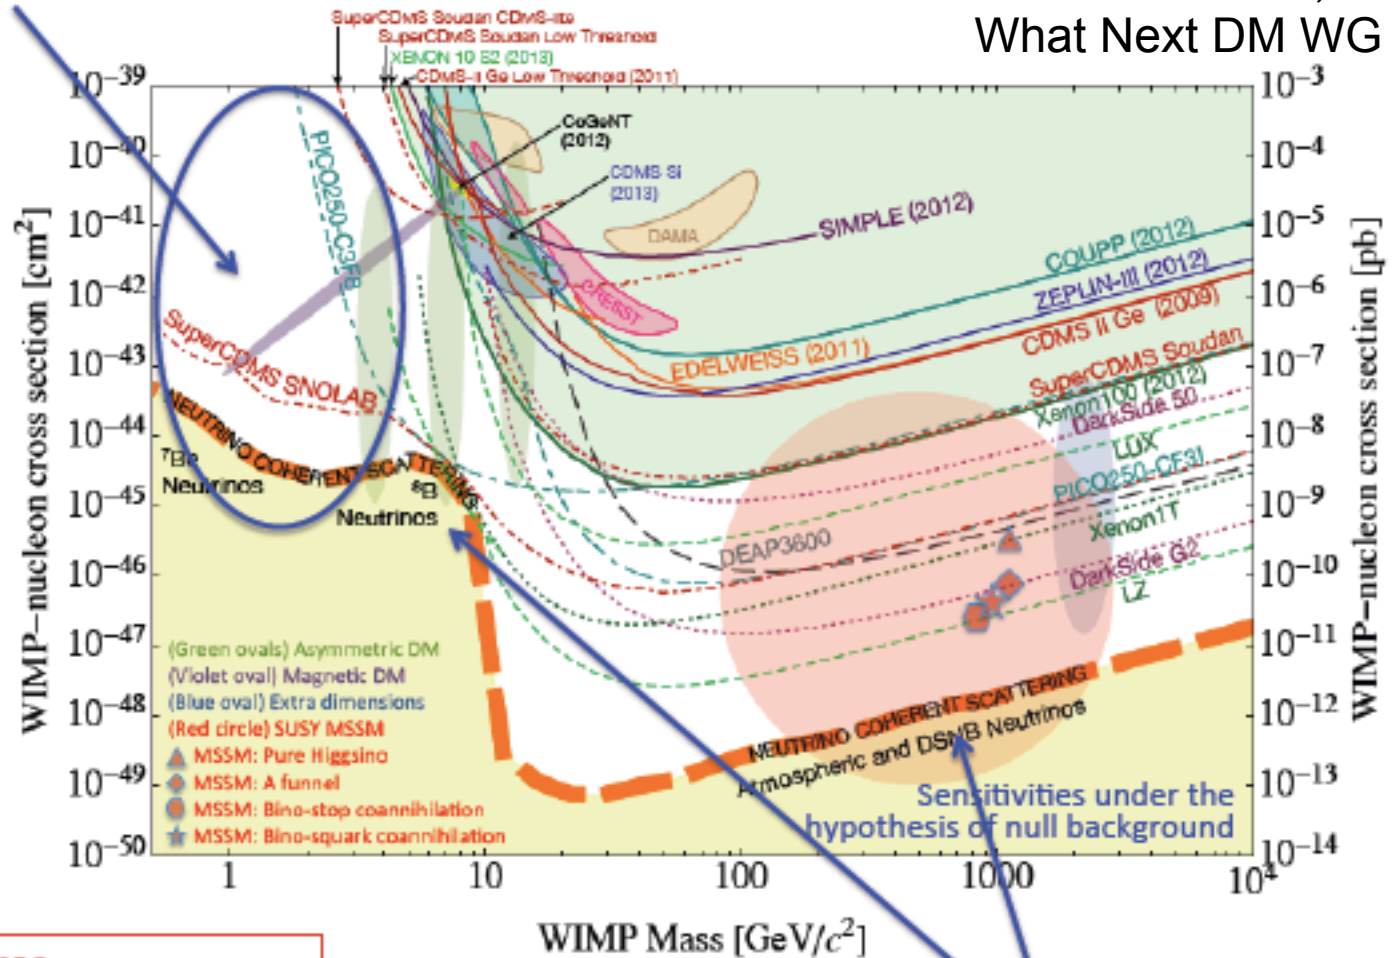 What Next DM WG
SuperCDMS Soudan CDMS-lite
SuperCDMS Soudan Low Threshold
XENON 10 S2 (2013)
CDMS-II Ge Low Threshold (2011)
10−39
10−40
10−41
10−42
10−43
10−44
10−45
10−46
10−47
10−48
10−49
10−50
WIMP−nucleon cross section [cm2]
10−3
10−4
10−5
10−6
10−7
10−8
10−9
10−10
10−11
10−12
10−13
10−14
WIMP−nucleon cross section [pb]
CoGeNT
(2012)
CDMS Si
(2013)
PICO250-C3F8
DAMA
SIMPLE (2012)
CRESST
COUPP (2012)
ZEPLIN-III (2012)
CDMS II Ge (2009)
EDELWEISS (2011)
SuperCDMS Soudan
Xenon100 (2012)
DarkSide 50
LUX
PICO250-CF3I
Xenon1T
DarkSide G2
LZ
DEAP3600
SuperCDMS SNOLAB
NEUTRINO COHERENT SCATTERING
7Be
Neutrinos
8B
Neutrinos
NEUTRINO COHERENT SCATTERING
Atmospheric and DSNB Neutrinos
(Green ovals) Asymmetric DM
(Violet oval) Magnetic DM
(Blue oval) Extra dimensions
(Red circle) SUSY MSSM
MSSM: Pure Higgsino
MSSM: A funnel
MSSM: Bino-stop coannihilation
MSSM: Bino-squark coannihilation
Sensitivities under the
hypothesis of null background
1 10 100 1000 104
WIMP Mass [GeV/c2]